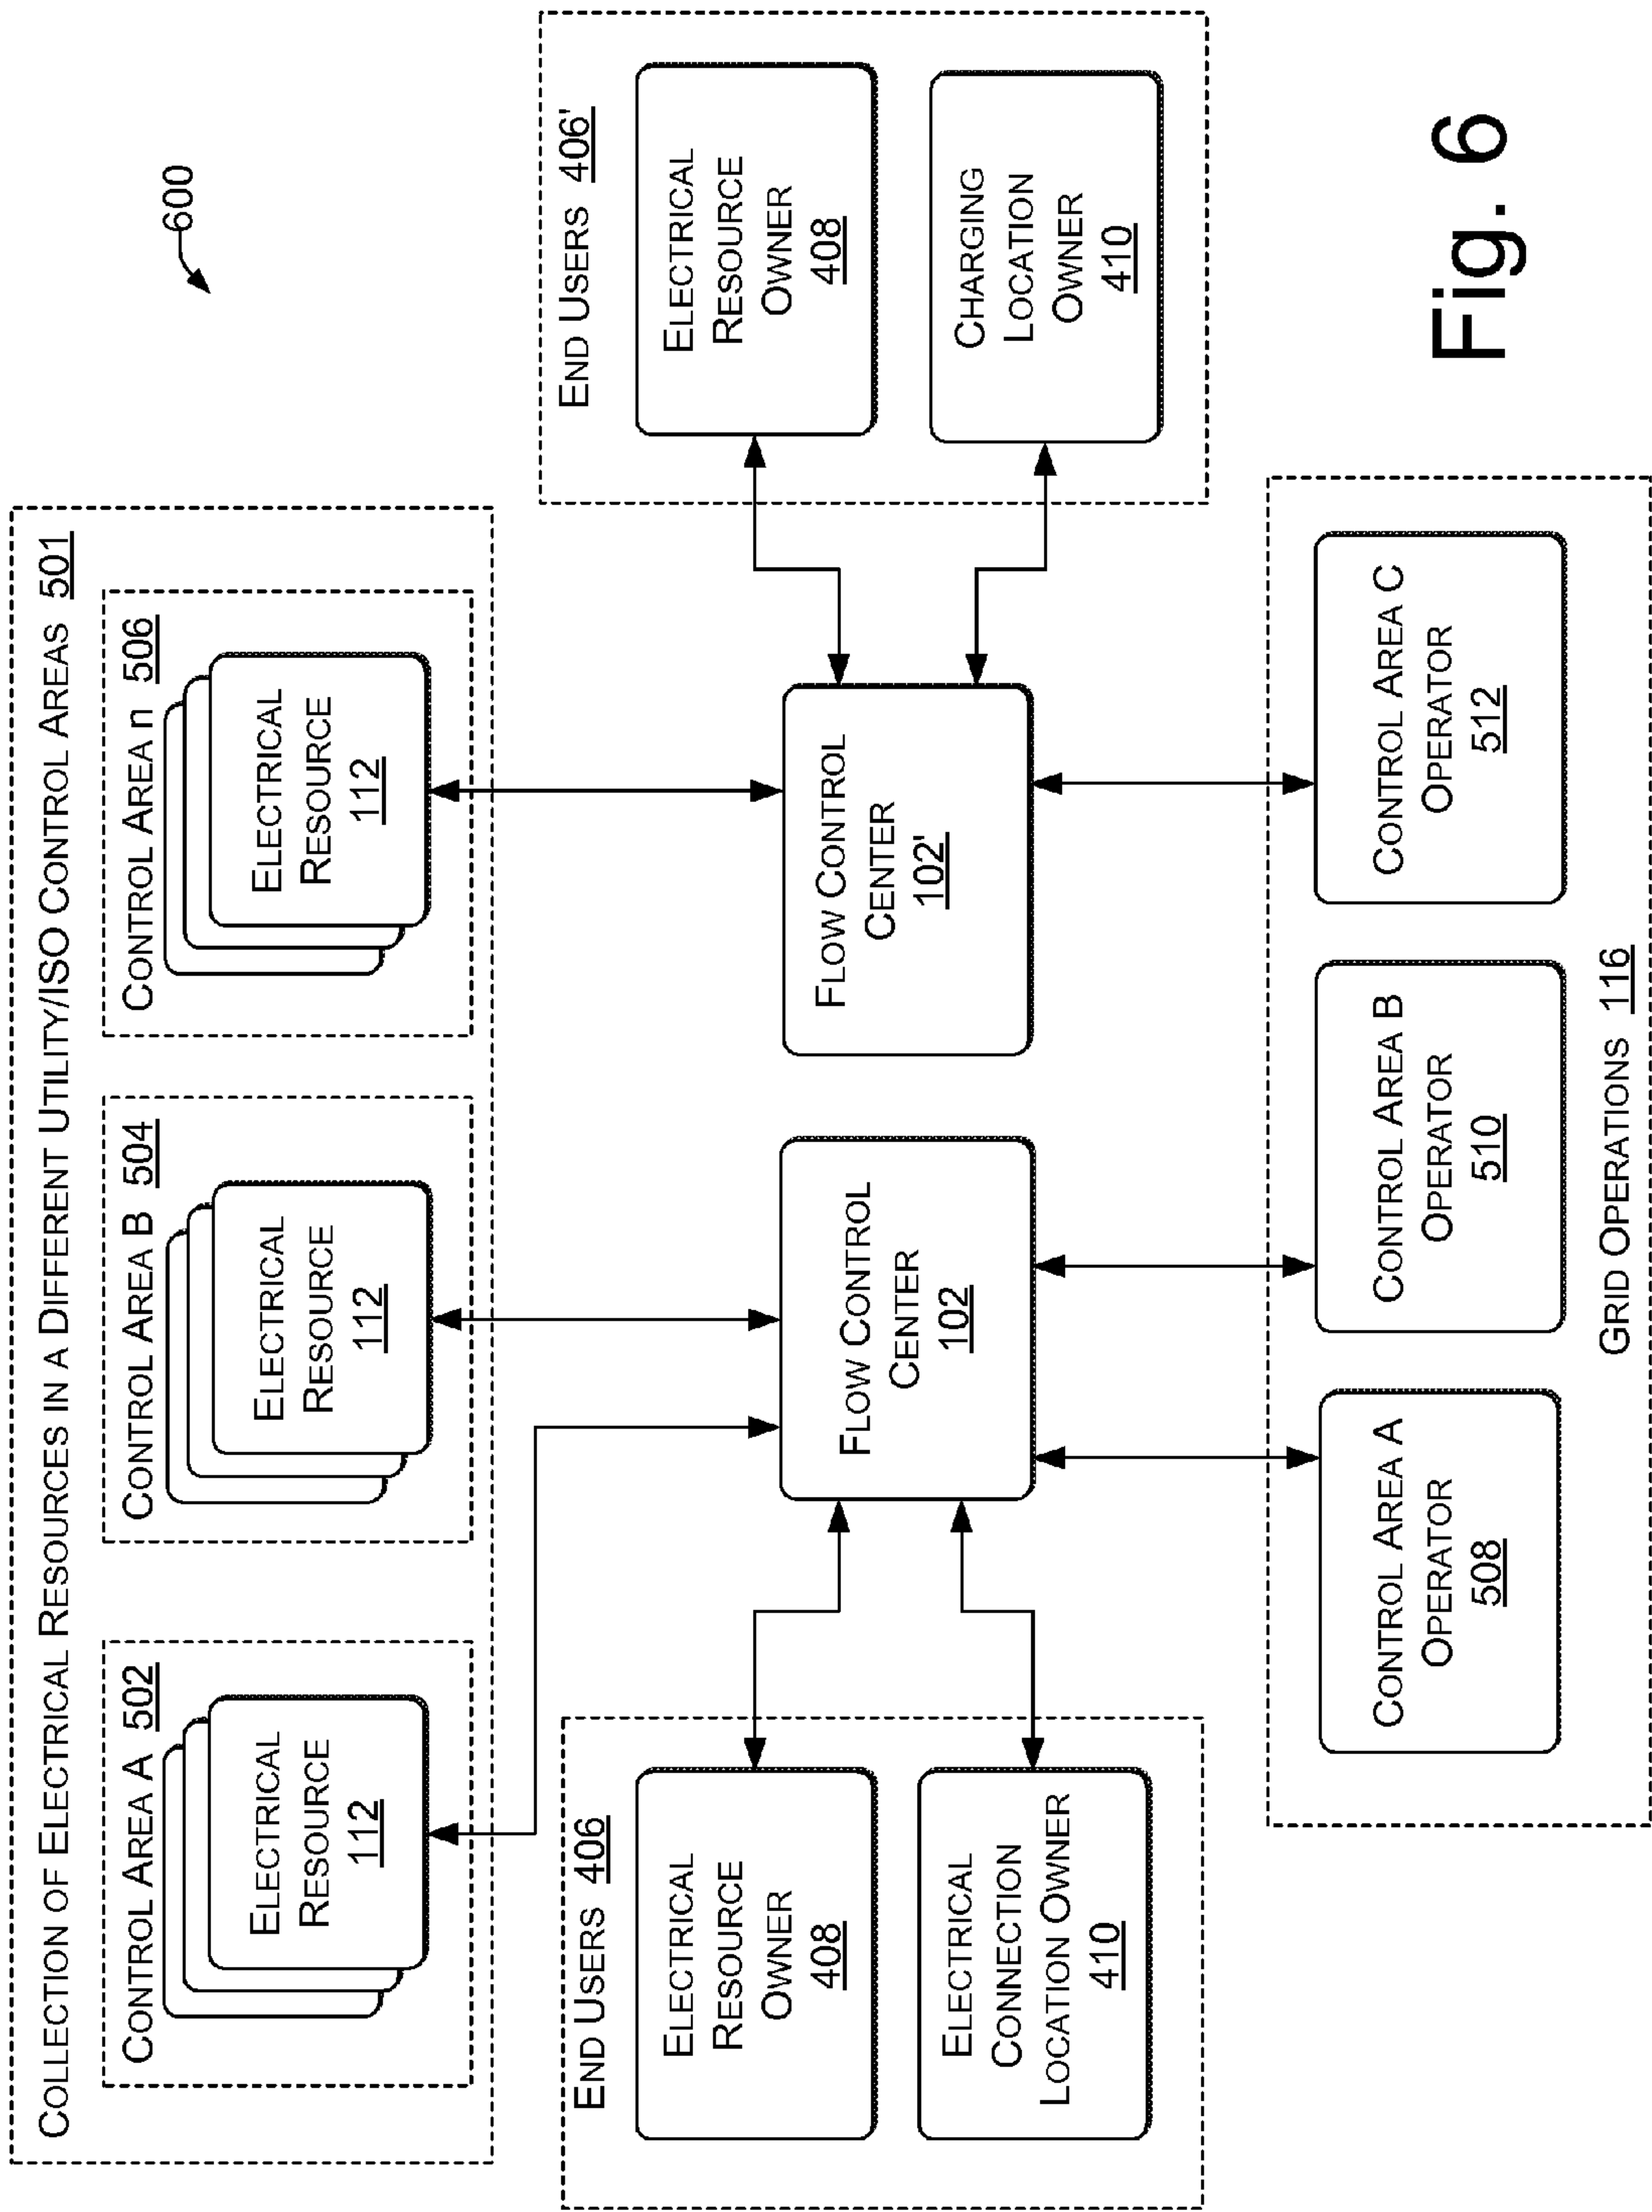 600
COLLECTION OF ELECTRICAL RESOURCES IN A DIFFERENT UTILITY/ISO CONTROL AREAS 501
CONTROL AREA A 502
ELECTRICAL
RESOURCE
112
CONTROL AREA B 504
ELECTRICAL
RESOURCE
112
CONTROL AREA n 506
ELECTRICAL
RESOURCE
112
END USERS 406
ELECTRICAL
RESOURCE
OWNER
408
ELECTRICAL
CONNECTION
LOCATION OWNER
410
FLOW CONTROL
CENTER
102
FLOW CONTROL
CENTER
102'
END USERS 406'
ELECTRICAL
RESOURCE
OWNER
408
CHARGING
LOCATION
OWNER
410
CONTROL AREA A
OPERATOR
508
CONTROL AREA B
OPERATOR
510
CONTROL AREA C
OPERATOR
512
GRID OPERATIONS 116
Fig. 6